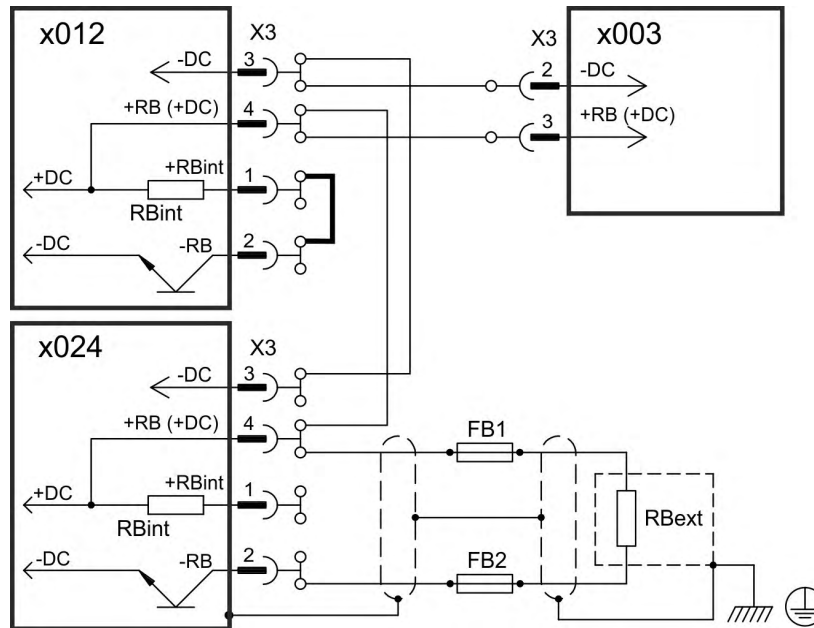 x012
X3
-DC
3
+RB (+DC)
4
+DC
+RBint
1
RBint
-DC
-RB
2
X3
x003
2
-DC
3
+RB (+DC)
x024
X3
-DC
3
+RB (+DC)
4
+DC
+RBint
1
RBint
-DC
-RB
2
FB1
RBext
FB2